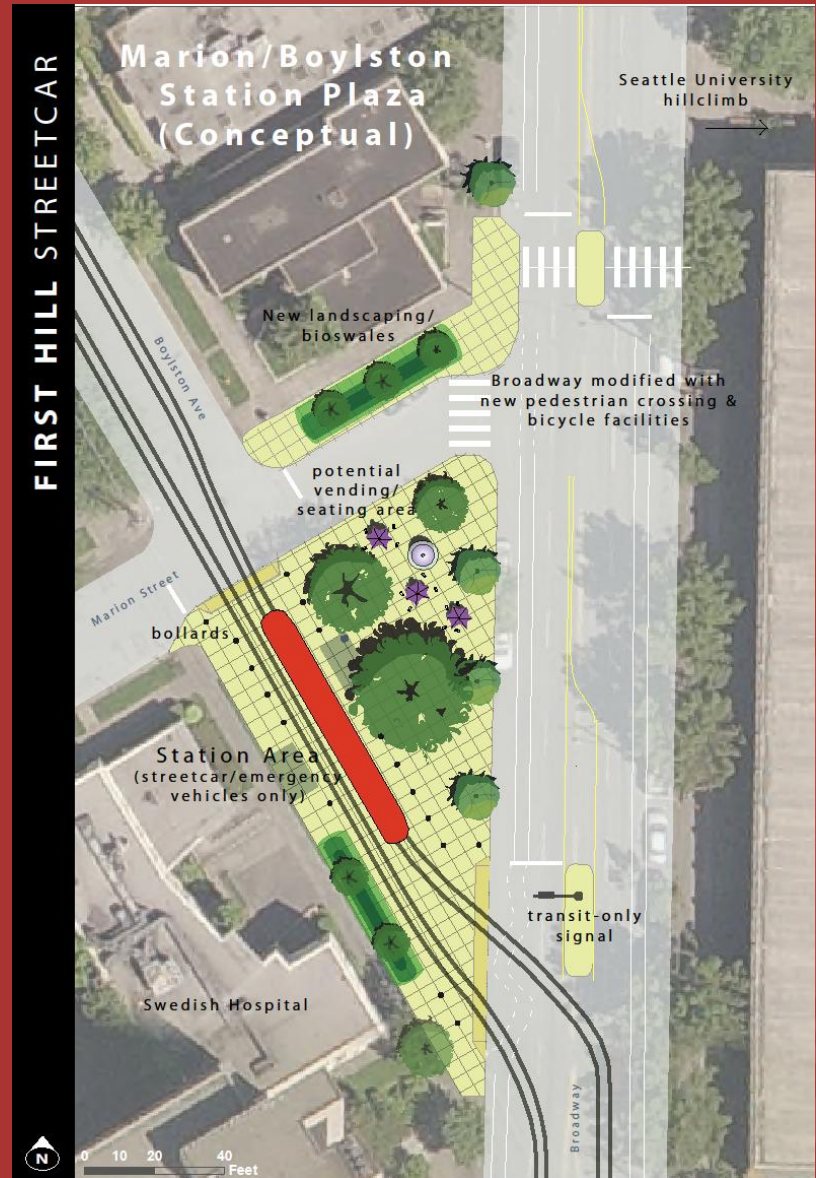 FIRST HILL STREETCAR
Marion/Boylston
Station Plaza
(Conceptual)
Seattle University
hillclimb
New landscaping/
bioswales
Boylston Ave
Broadway modified with
new pedestrian crossing &
bicycle facilities
potential
vending/
seating area
Marion Street
bollards
Station Area
(streetcar/emergency
vehicles only)
transit-only
signal
Swedish Hospital
Broadway
N
0 10 20 40
Feet